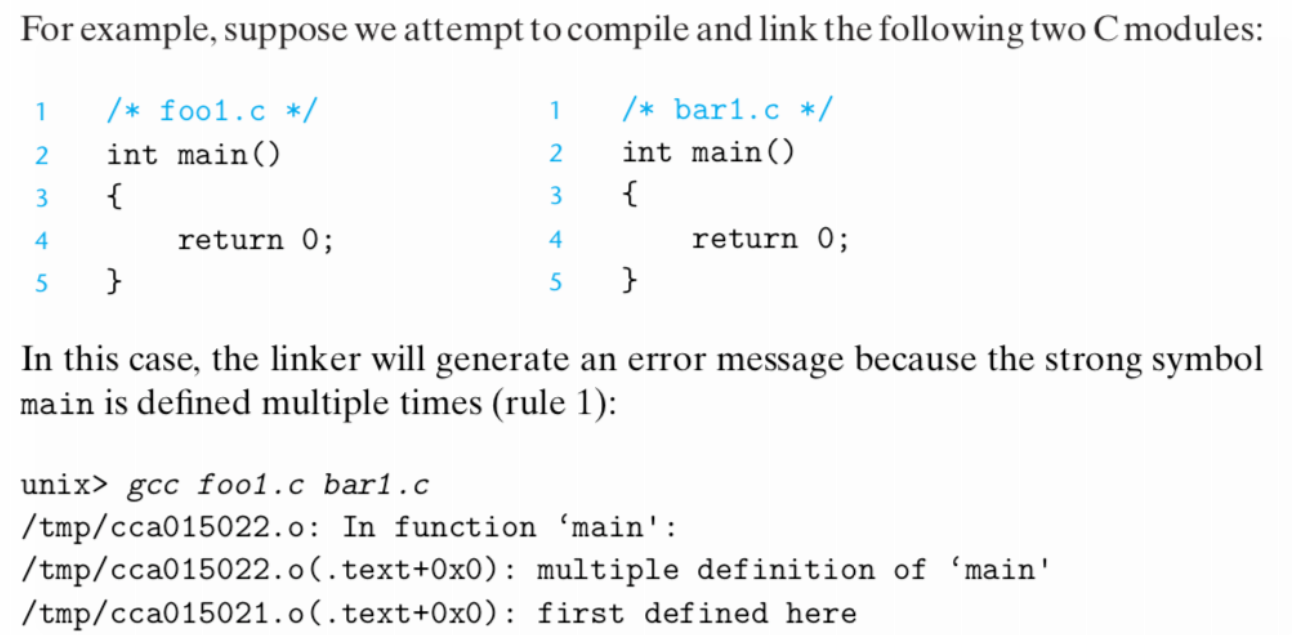 For example, suppose we attempt to compile and link the following two C modules:
1 /* foo1.c */
2 int main()
3 {
4 return 0;
5 }
1 /* bar1.c */
2 int main()
3 {
4 return 0;
5 }
In this case, the linker will generate an error message because the strong symbol
main is defined multiple times (rule 1):
unix> gcc foo1.c bar1.c
/tmp/cca015022.o: In function ‘main':
/tmp/cca015022.o(.text+0x0): multiple definition of ‘main'
/tmp/cca015021.o(.text+0x0): first defined here